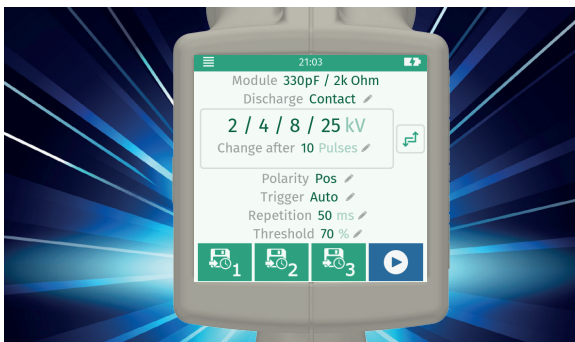 21:03
Module 330pF / 2k Ohm
Discharge Contact
2 / 4 / 8 / 25 kV
Change after 10 Pulses
Polarity Pos
Trigger Auto
Repetition 50 ms
Threshold 70 %
1 2 3